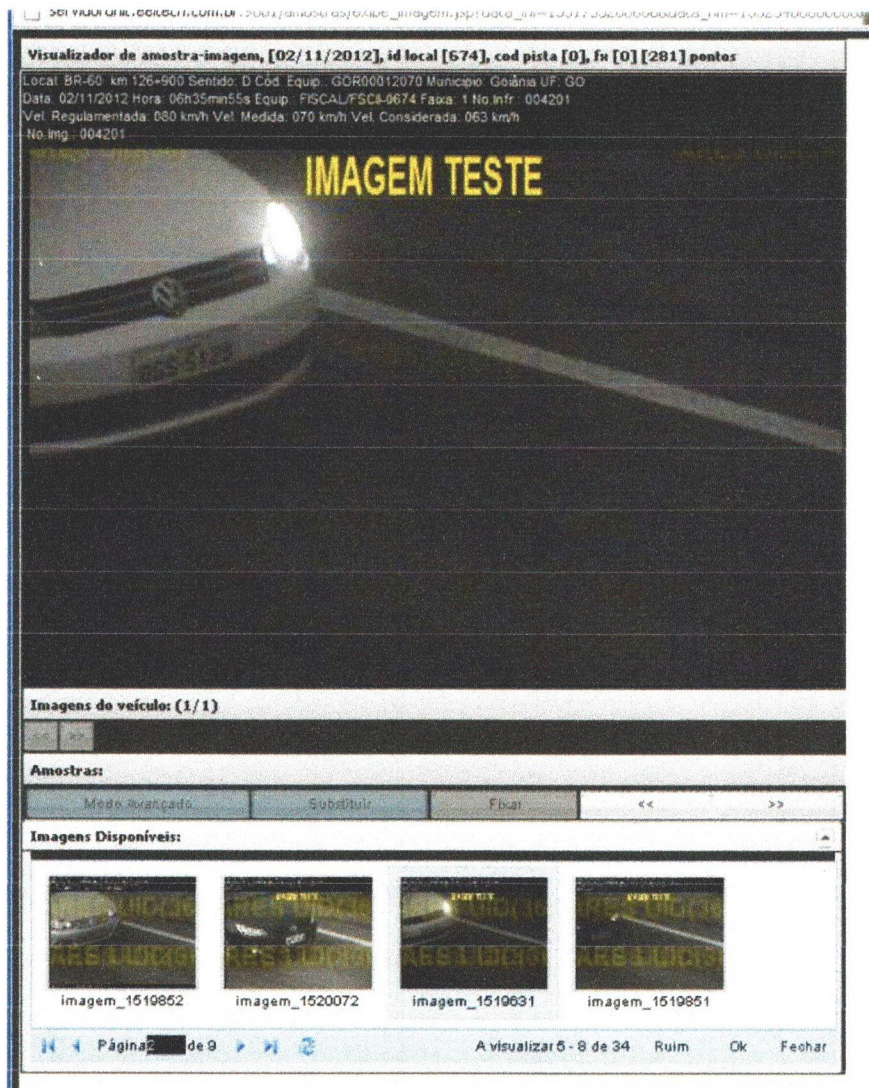 Visualizador de amostra-imagem, [02/11/2012], id local [674], cod pista [0], fx [0] [281] pontos
Local: BR-60 km 126+900 Sentido: D Cód. Equip.: GOR00012070 Município: Goiânia UF: GO
Data: 02/11/2012 Hora: 06h35min55s Equip.: FISCAL/FSCII-0674 Faixa: 1 No.Infr.: 004201
Vel. Regulamentada: 080 km/h Vel. Medida: 070 km/h Vel. Considerada: 063 km/h
No.Img.: 004201
IMAGEM TESTE
Imagens do veículo: (1/1)
<< >>
Amostras:
Modo Avançado Substituir Fixar << >>
Imagens Disponíveis:
imagem_1519852 imagem_1520072 imagem_1519631 imagem_1519851
Página 2 de 9 A visualizar 5 - 8 de 34 Ruim Ok Fechar